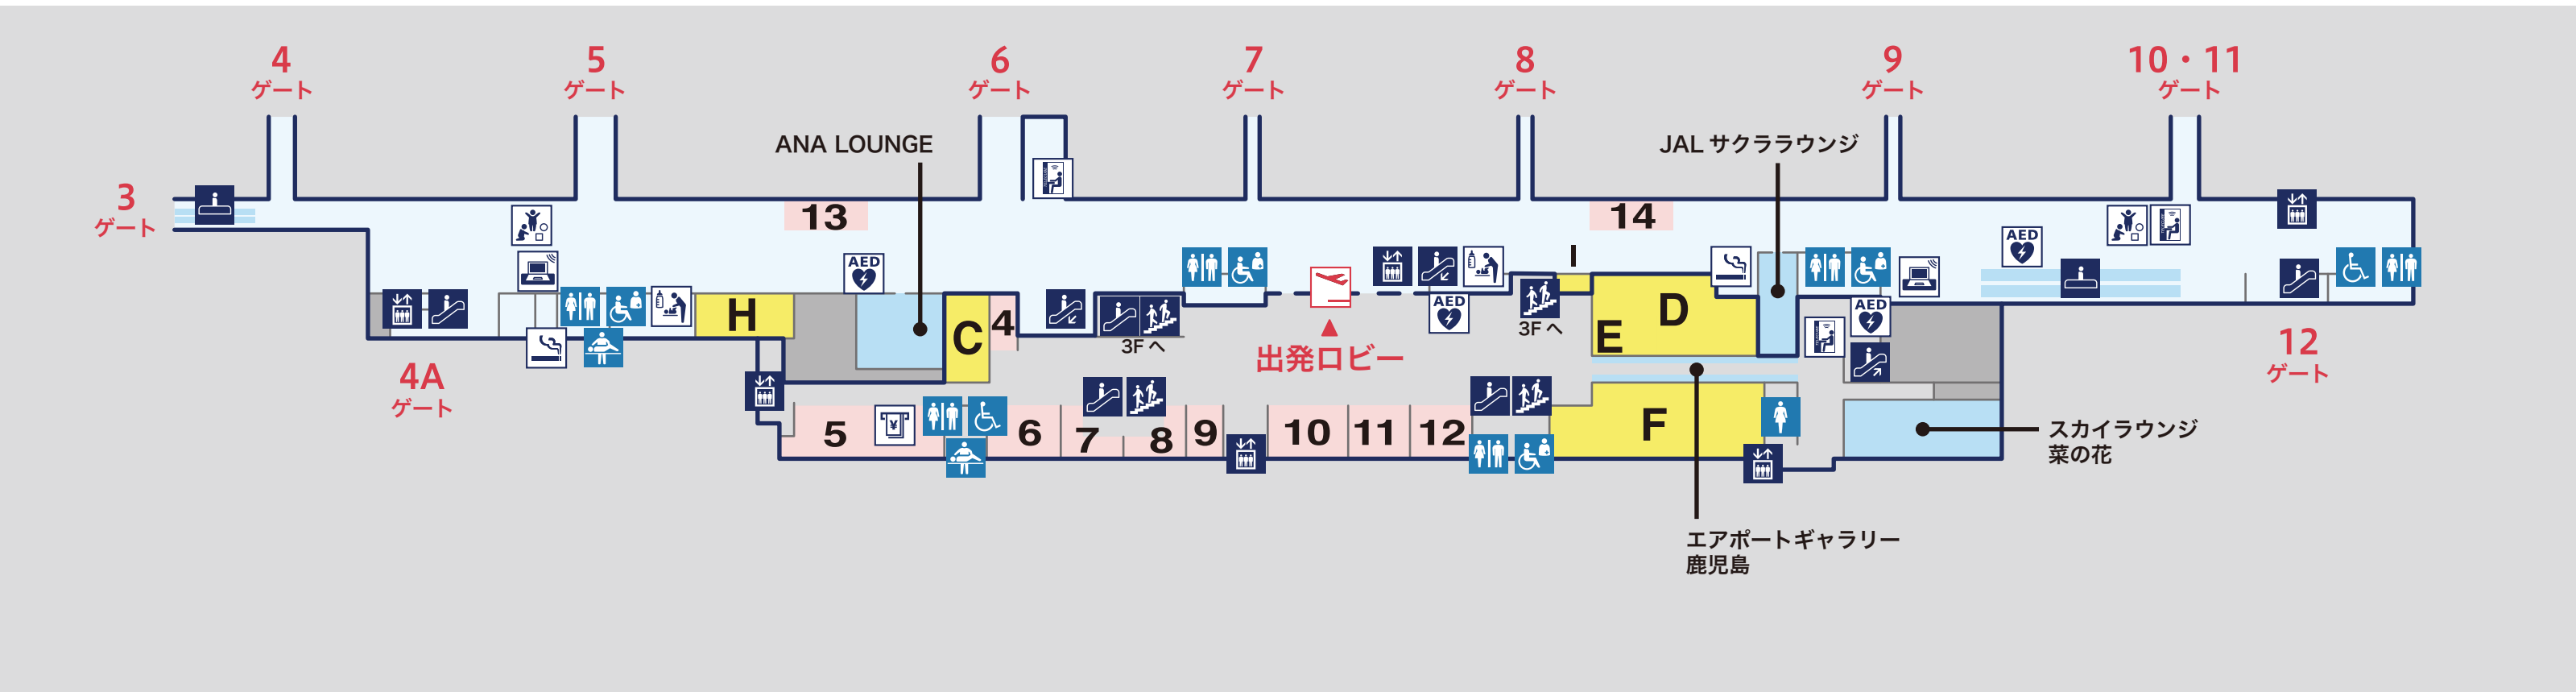 4
ゲート
5
ゲート
6
ゲート
7
ゲート
8
ゲート
9
ゲート
10・11
ゲート
ANA LOUNGE
JAL サクララウンジ
3
ゲート
13
14
AED
AED
I
AED
AED
H
C
4
D
E
3Fへ
3Fへ
出発ロビー
4A
ゲート
12
ゲート
5
¥
6
7
8
9
10
11
12
F
スカイラウンジ
菜の花
エアポートギャラリー
鹿児島